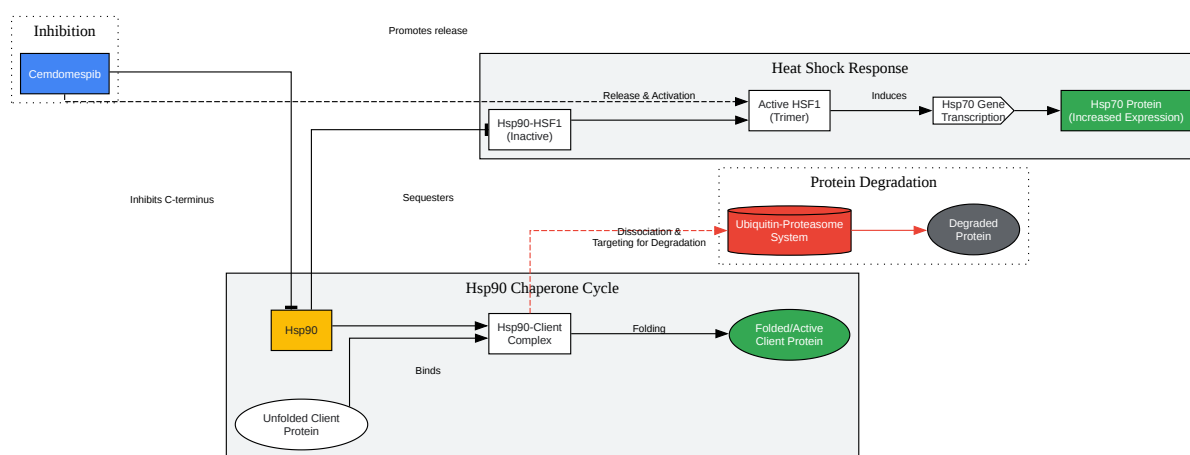 Inhibition
Promotes release
Cemdomespib
Heat Shock Response
Release & Activation
Hsp90-HSF1
(Inactive)
Active HSF1
(Trimer)
Induces
Hsp70 Gene
Transcription
Hsp70 Protein
(Increased Expression)
Inhibits C-terminus
Sequesters
Protein Degradation
Dissociation &
Targeting for Degradation
Ubiquitin-Proteasome
System
Degraded
Protein
Hsp90 Chaperone Cycle
Hsp90
Hsp90-Client
Complex
Folding
Folded/Active
Client Protein
Binds
Unfolded Client
Protein